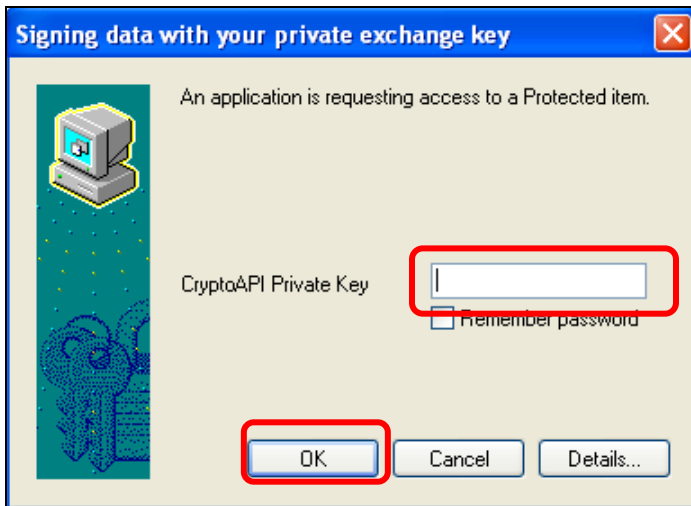 Signing data with your private exchange key
An application is requesting access to a Protected item.
CryptoAPI Private Key
Remember password
OK
Cancel
Details...